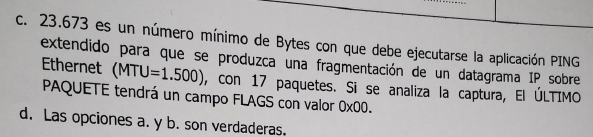 c. 23.673 es un número mínimo de Bytes con que debe ejecutarse la aplicación PING
extendido para que se produzca una fragmentación de un datagrama IP sobre
Ethernet (MTU=1.500), con 17 paquetes. Si se analiza la captura, El ÚLTIMO
PAQUETE tendrá un campo FLAGS con valor 0x00.
d. Las opciones a. y b. son verdaderas.